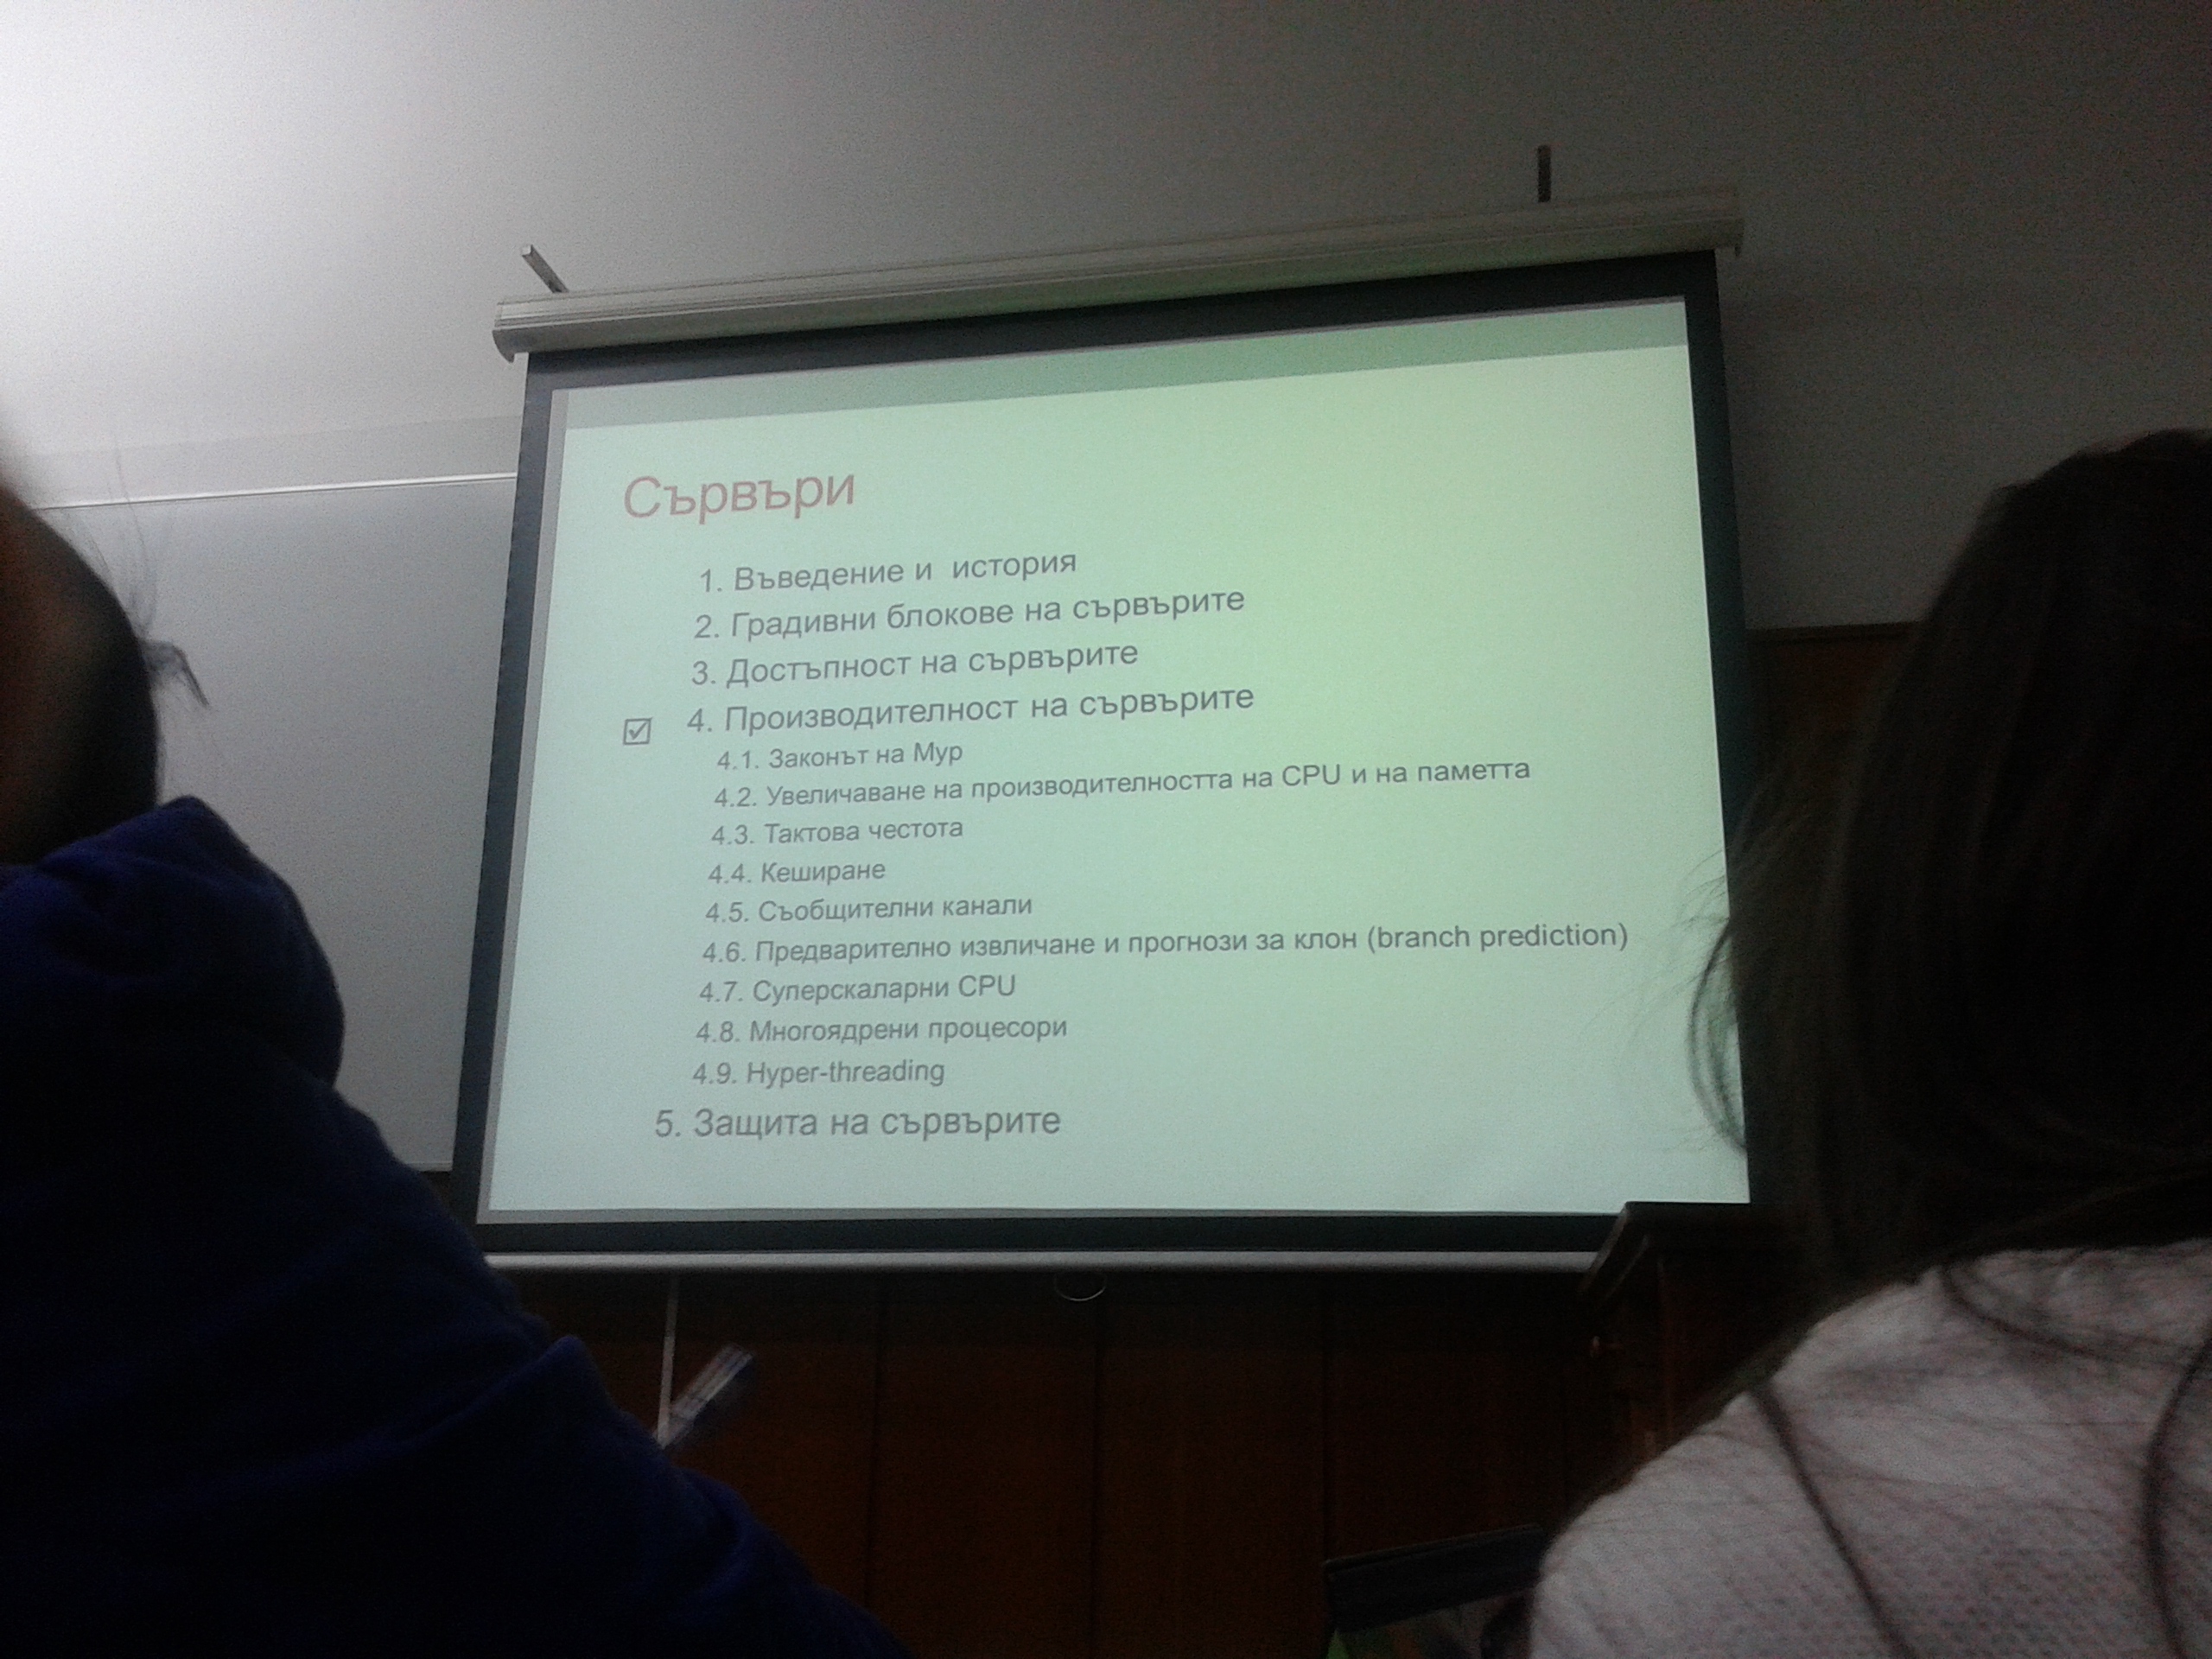 Сървъри
1. Въведение и история
2. Градивни блокове на сървърите
3. Достъпност на сървърите
4. Производителност на сървърите
4.1. Законът на Мур
4.2. Увеличаване на производителността на CPU и на паметта
4.3. Тактова честота
4.4. Кеширане
4.5. Съобщителни канали
4.6. Предварително извличане и прогнози за клон (branch prediction)
4.7. Суперскаларни CPU
4.8. Многоядрени процесори
4.9. Hyper-threading
5. Защита на сървърите